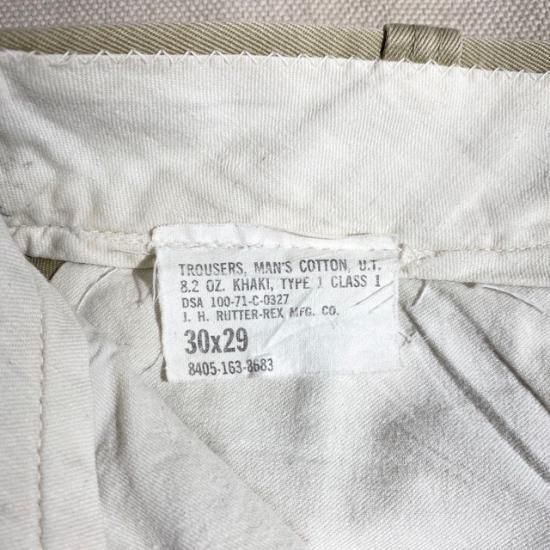 TROUSERS, MAN'S COTTON, U.T.
8.2 OZ. KHAKI, TYPE 1 CLASS 1
DSA 100-71-C-0327
J. H. RUTTER-REX MFG. CO.
30x29
8405-163-8683